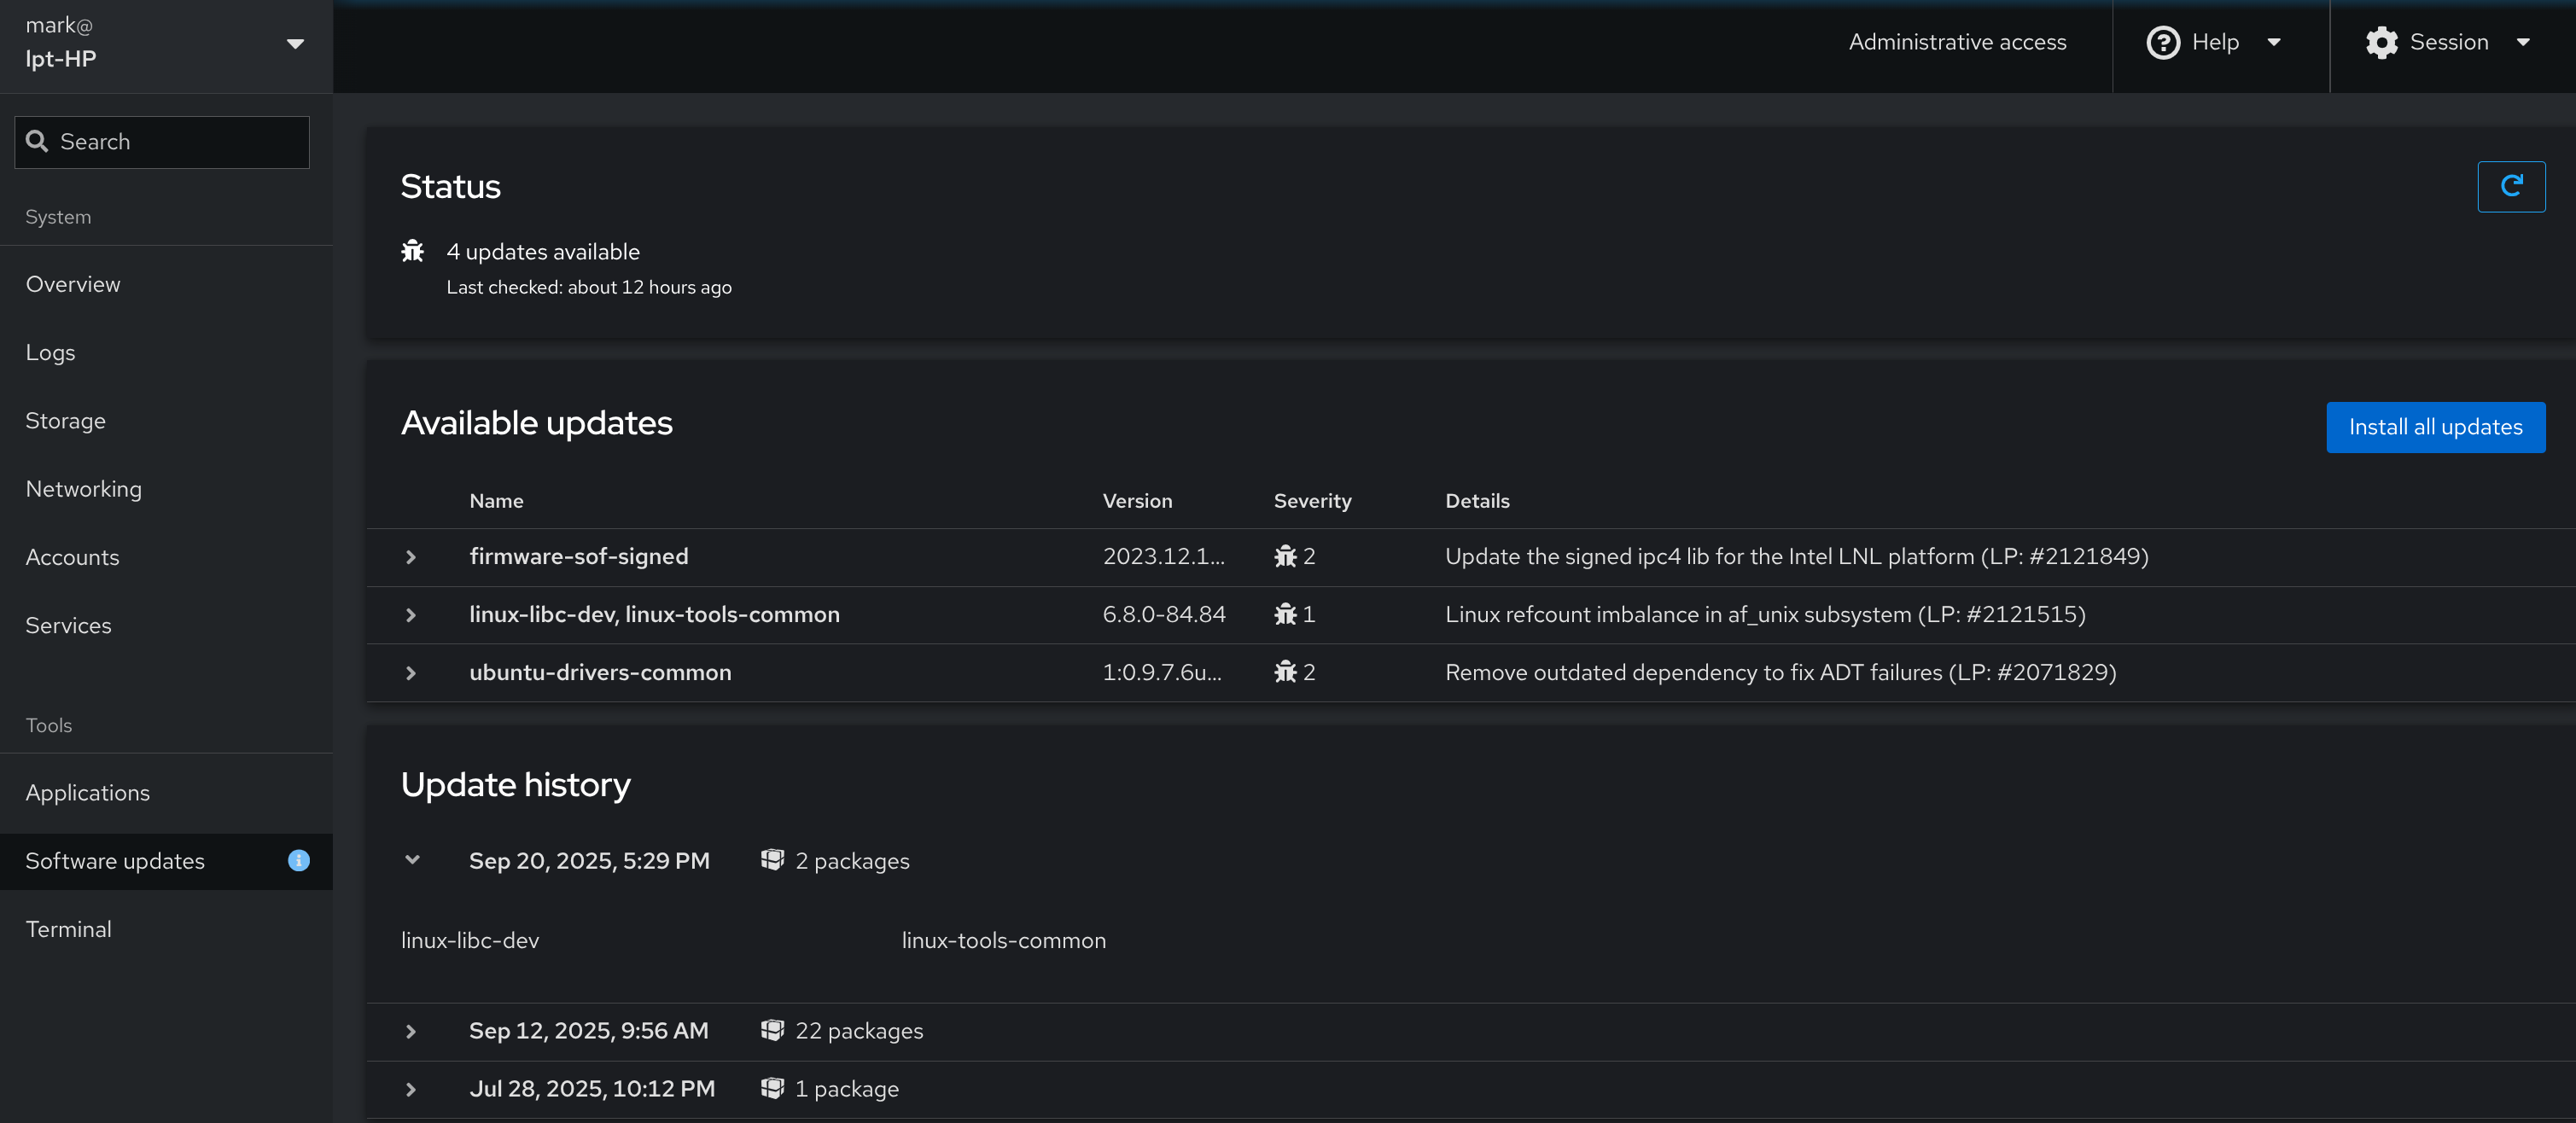 mark@
lpt-HP
Administrative access
Help
Session
Search
System
Overview
Logs
Storage
Networking
Accounts
Services
Tools
Applications
Software updates
Terminal
Status
4 updates available
Last checked: about 12 hours ago
Available updates
Install all updates
Name Version Severity Details
firmware-sof-signed 2023.12.1... 2 Update the signed ipc4 lib for the Intel LNL platform (LP: #2121849)
linux-libc-dev, linux-tools-common 6.8.0-84.84 1 Linux refcount imbalance in af_unix subsystem (LP: #2121515)
ubuntu-drivers-common 1:0.9.7.6u... 2 Remove outdated dependency to fix ADT failures (LP: #2071829)
Update history
Sep 20, 2025, 5:29 PM 2 packages
linux-libc-dev linux-tools-common
Sep 12, 2025, 9:56 AM 22 packages
Jul 28, 2025, 10:12 PM 1 package